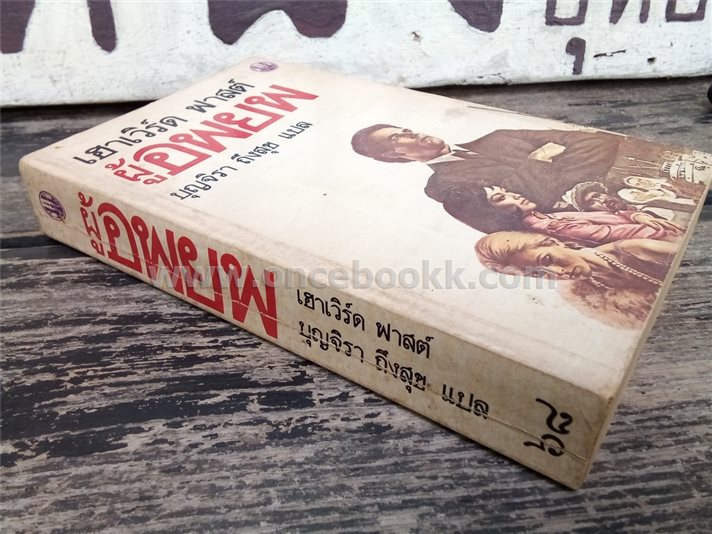 เฮาเวิร์ด ฟาสต์
ผู้อพยพ
บุญจิรา ถึงสุข แปล
ผู้อพยพ
เฮาเวิร์ด ฟาสต์
บุญจิรา ถึงสุข แปล
www.oncebookk.com